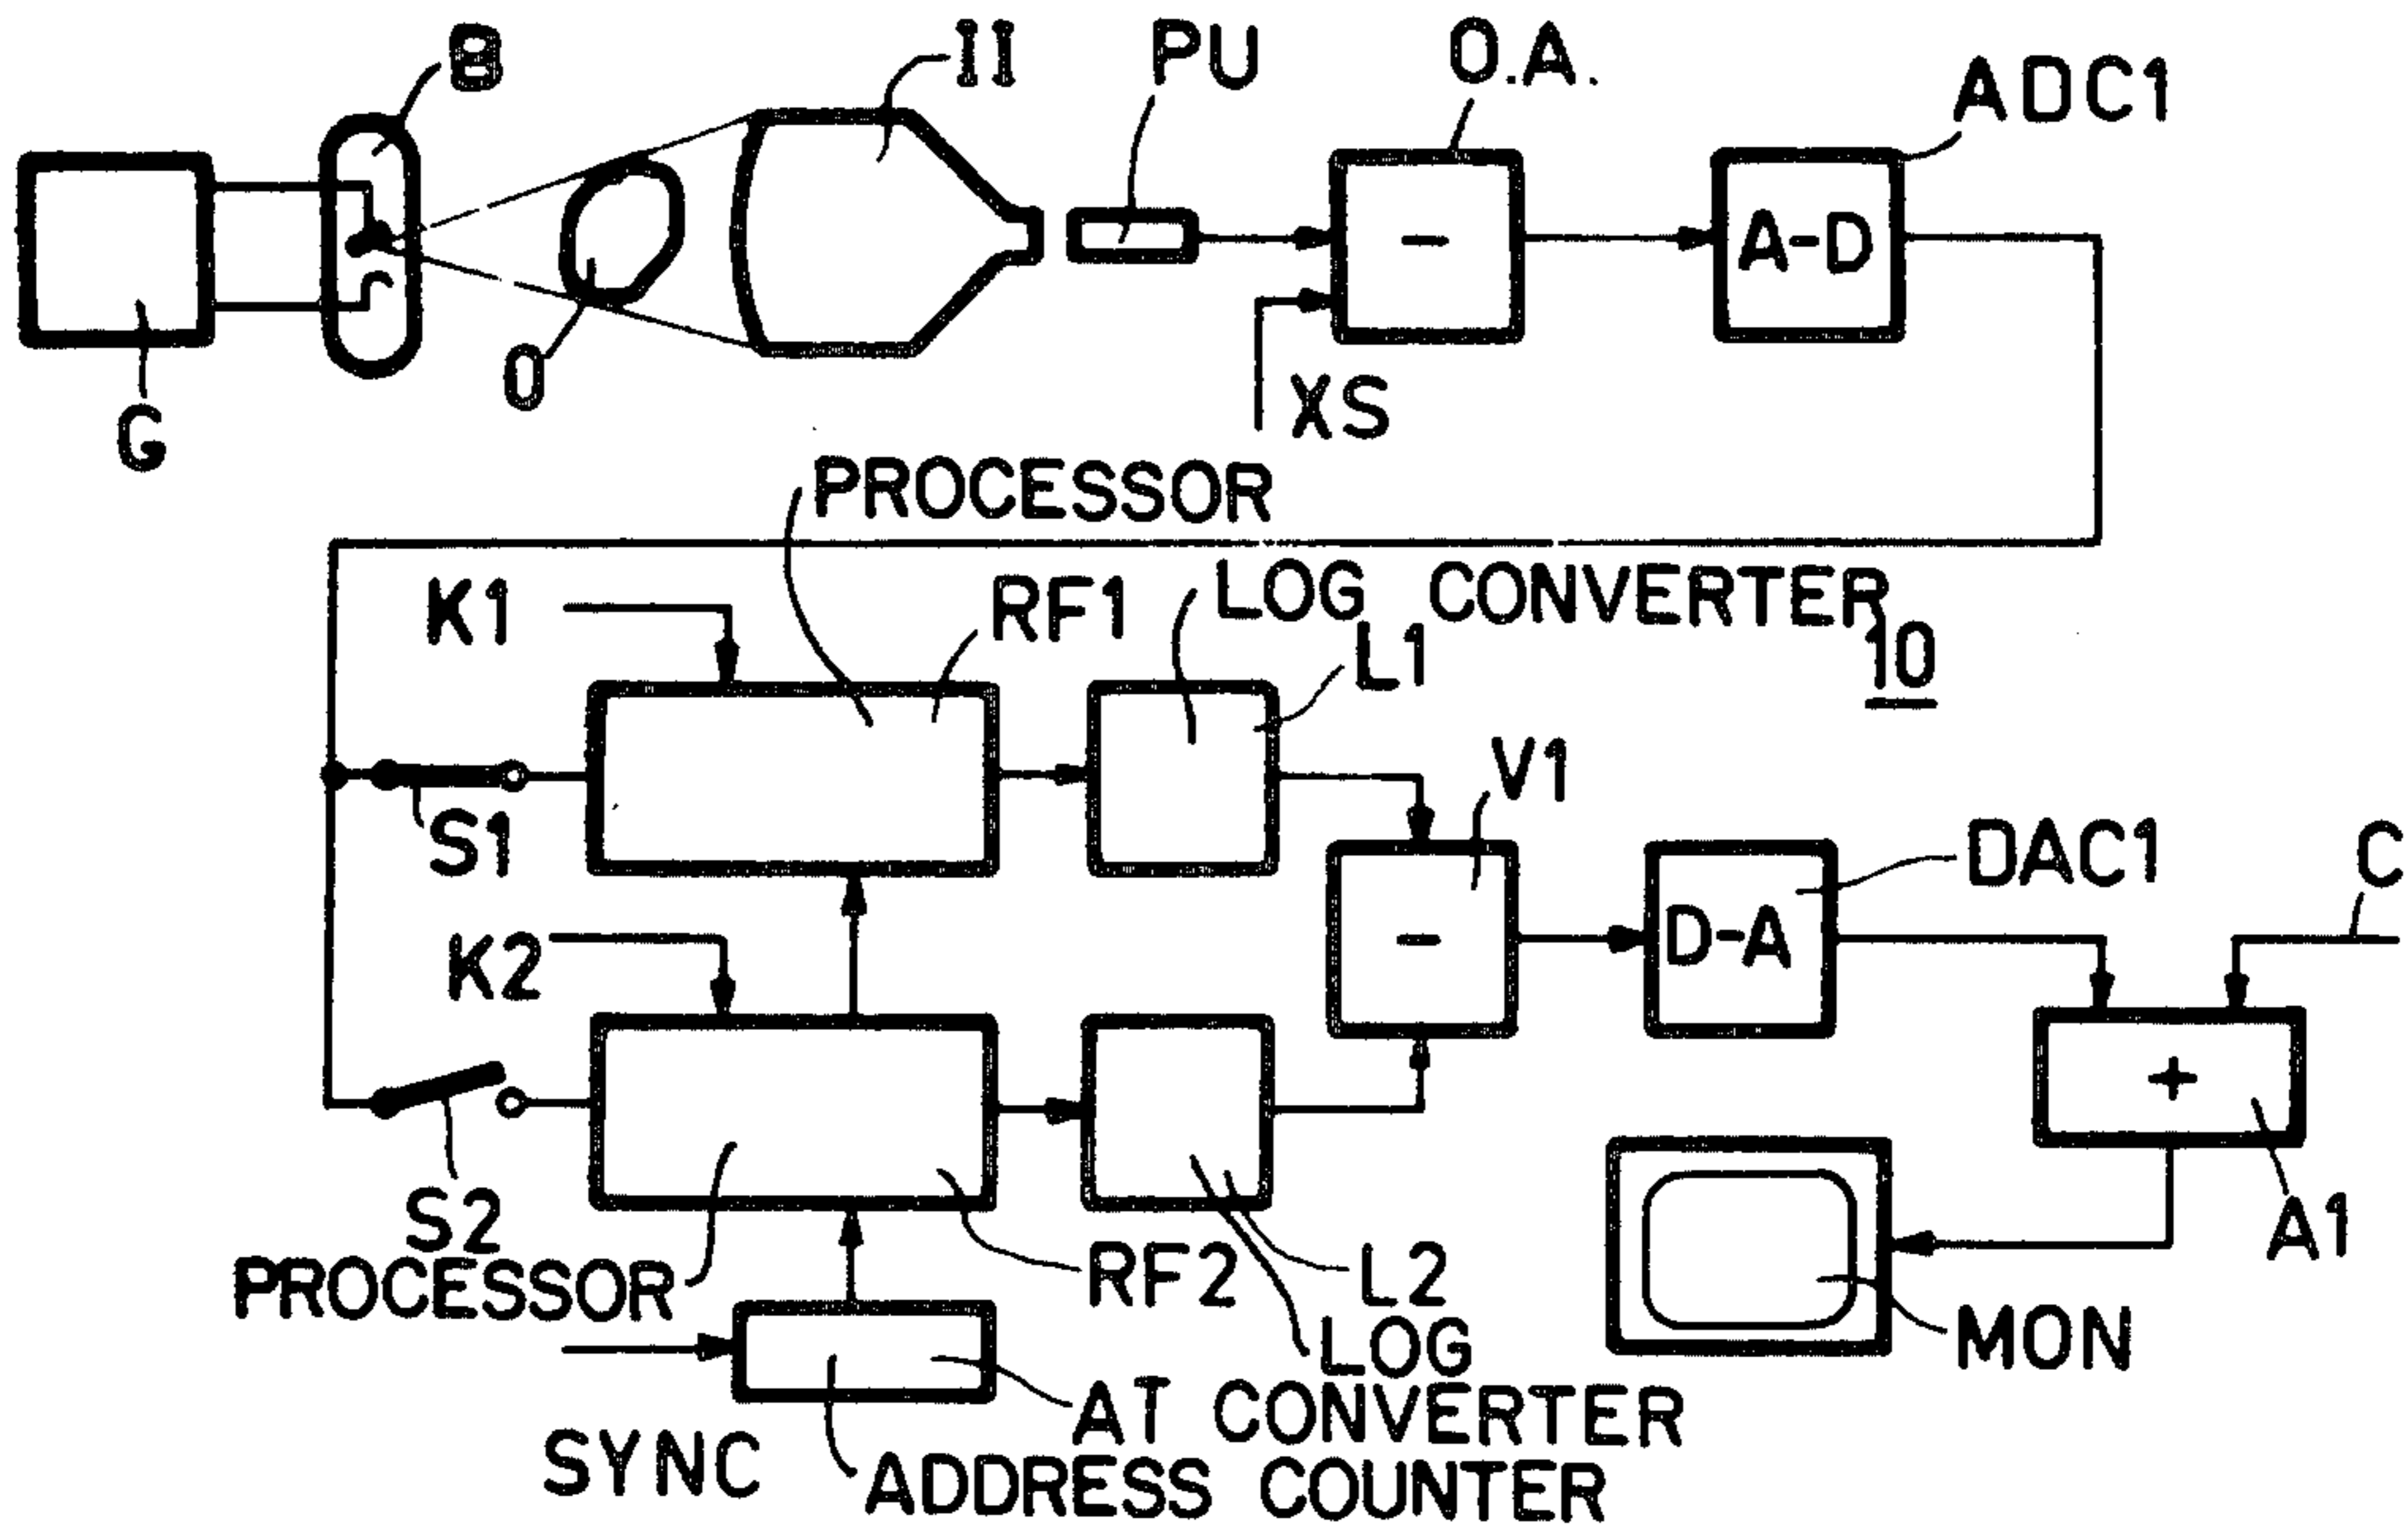 B
II
PU
O.A.
ADC1
G
O
XS
-
A-D
PROCESSOR
LOG CONVERTER
K1
RF1
L1
10
S1
V1
DAC1
C
K2
-
D-A
+
S2
PROCESSOR
RF2
L2
LOG
A1
MON
AT CONVERTER
SYNC
ADDRESS COUNTER